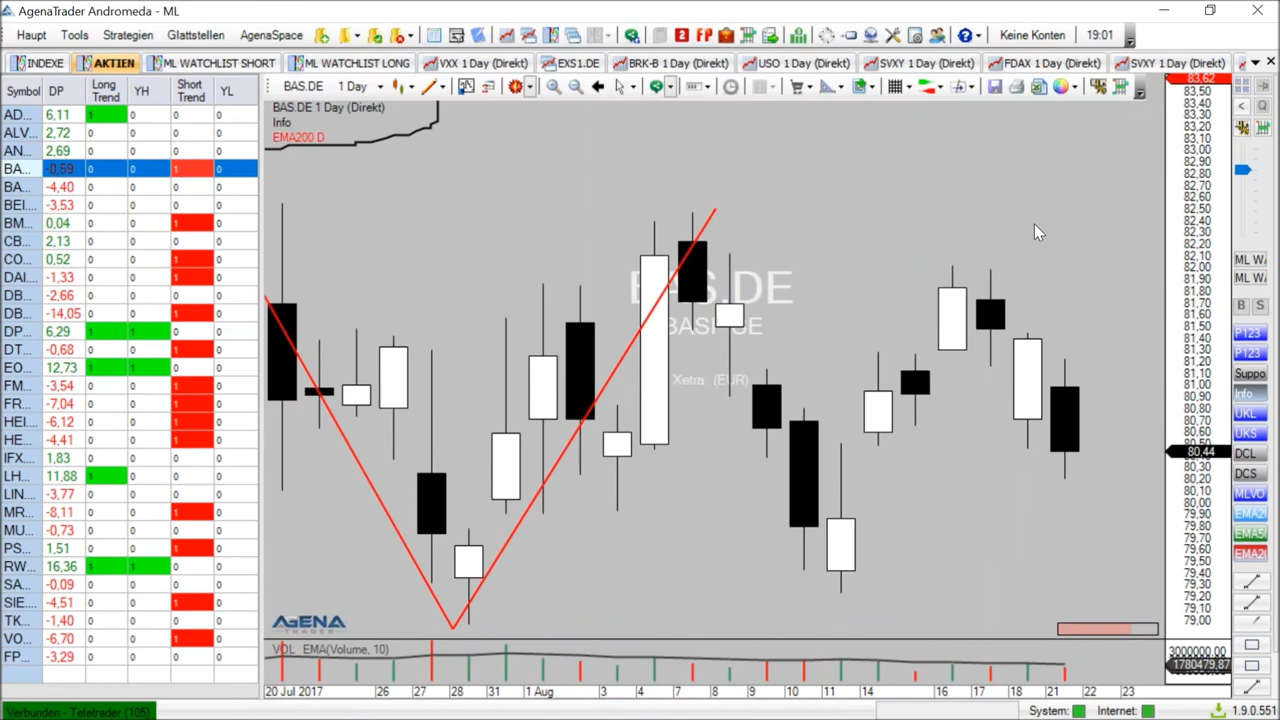 AgenaTrader Andromeda - ML
Haupt Tools Strategien Glattstellen AgenaSpace Keine Konten 19:01
INDEXE AKTIEN ML WATCHLIST SHORT ML WATCHLIST LONG VXX 1 Day (Direkt) EXS1.DE BRK-B 1 Day (Direkt) USO 1 Day (Direkt) SVXY 1 Day (Direkt) FDAX 1 Day (Direkt) SVXY 1 Day (Direkt)
Symbol DP Long Trend YH Short Trend
BAS.DE 1 Day
AD... 6,11 1 0 0 0
ALV... 2,72 0 0 0 0
AN... 2,69 0 0 0 0
BA... -0,59 0 0 1 0
BA... -4,40 0 0 0 0
BEI... -3,53 0 0 0 0
BM... 0,04 0 0 1 0
CB... 2,13 0 0 0 0
CO... 0,52 0 0 1 0
DAI... -1,33 0 0 1 0
DB... -2,66 0 0 0 0
DB... -14,05 0 0 1 0
DP... 6,29 1 1 0 0
DT... -0,68 0 0 1 0
EO... 12,73 1 1 0 0
FM... -3,54 0 0 1 0
FR... -7,04 0 0 1 0
HEI... -6,12 0 0 1 0
HE... -4,41 0 0 1 0
IFX... 1,83 0 0 0 0
LH... 11,88 1 0 0 0
LIN... -3,77 0 0 0 0
MR... -8,11 0 0 1 0
MU... -0,73 0 0 0 0
PS... 1,51 0 0 1 0
RW... 16,36 1 1 0 0
SA... -0,09 0 0 0 0
SIE... -4,51 0 0 1 0
TK... -1,40 0 0 0 0
VO... -6,70 0 0 1 0
FP... -3,29 0 0 0 0
BAS.DE 1 Day (Direkt)
Info
EMA200 D
BAS.DE
BASF SE
Xetra (EUR)
AGENA
TRADER
83,62
83,50
83,40
83,30
83,20
83,10
83,00
82,90
82,80
82,70
82,60
82,50
82,40
82,30
82,20
82,10
82,00
81,90
81,80
81,70
81,60
81,50
81,40
81,30
81,20
81,10
81,00
80,90
80,80
80,70
80,60
80,50
80,44
80,30
80,20
80,10
80,00
79,90
79,80
79,70
79,60
79,50
79,40
79,30
79,20
79,10
79,00
ML WA
ML WA
B S
P123
P123
Suppo
Info
UKL
UKS
DCL
DCS
MLVO
EMA2
EMA5
EMA2
VOL EMA(Volume, 10)
3000000,00
1780479,87
20 Jul 2017 26 27 28 31 1 Aug 3 4 7 8 9 10 11 14 16 17 18 21 22 23
Verbunden - Teletrader (105) System: Internet: 1.9.0.551